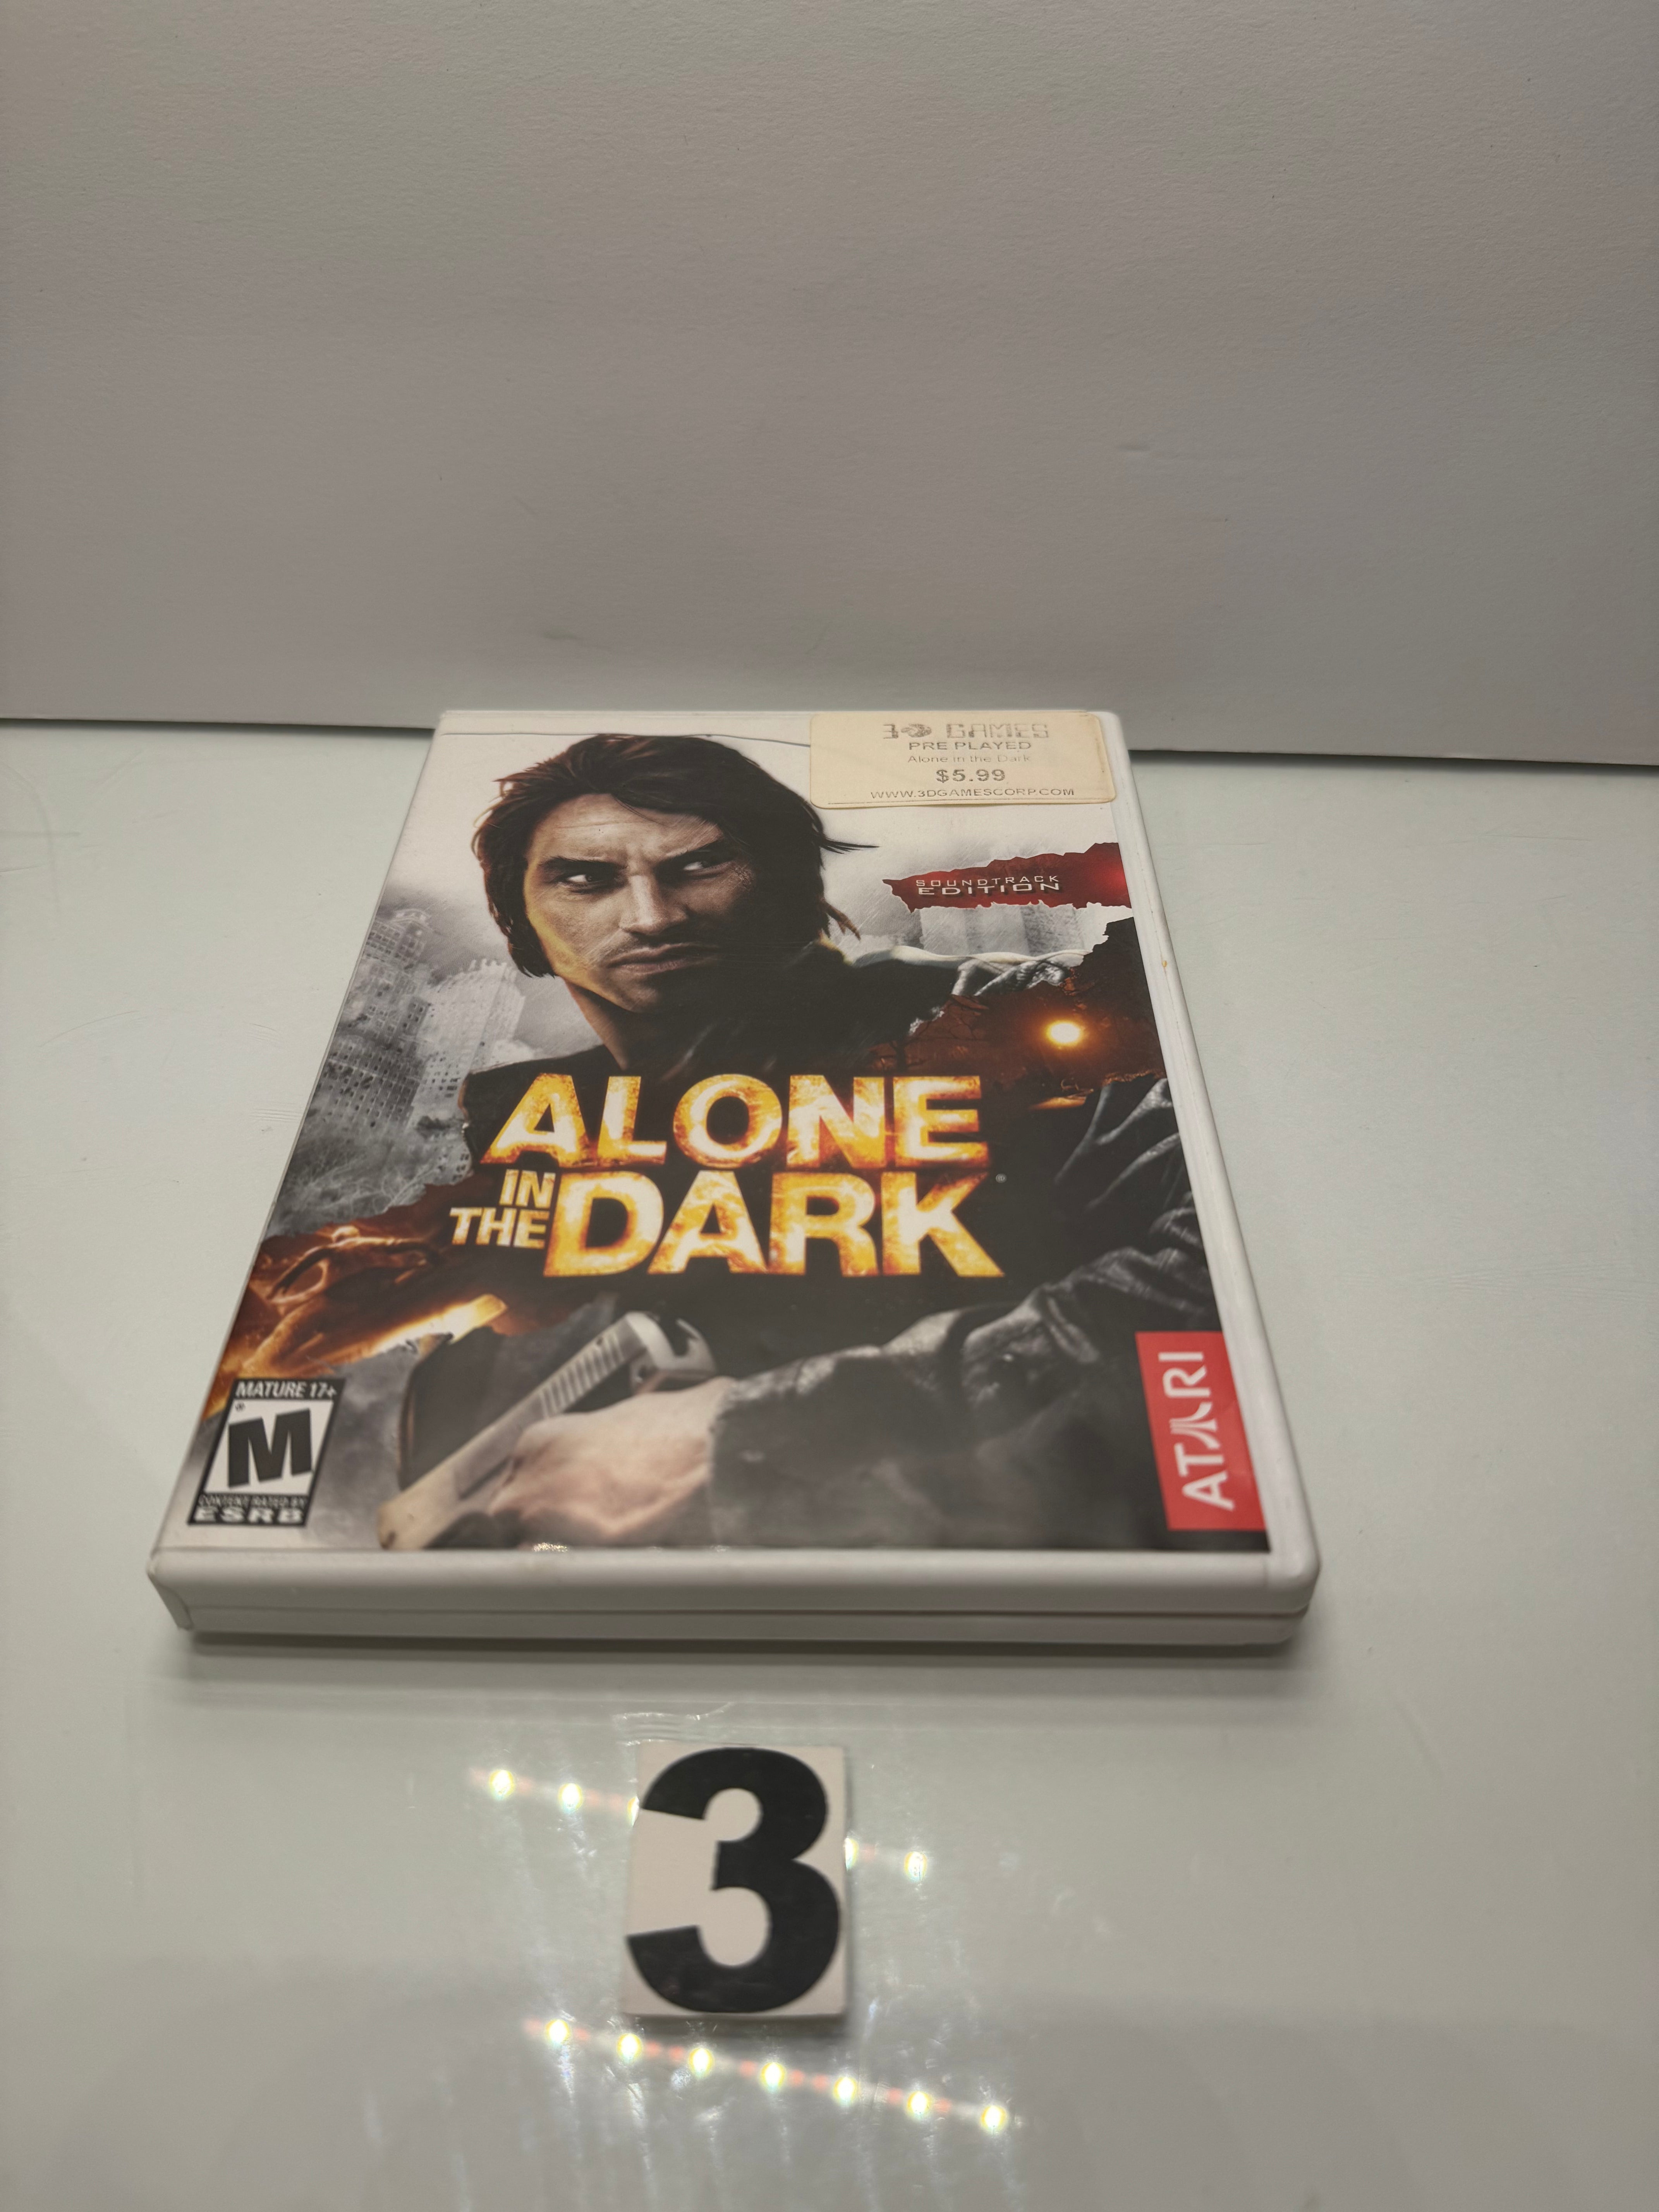 3D GAMES
PRE PLAYED
Alone in the Dark
$5.99
WWW.3DGAMESCORP.COM
SOUNDTRACK
EDITION
ALONE
IN
THE
DARK®
MATURE 17+
M®
CONTENT RATED BY
ESRB
ATARI
3